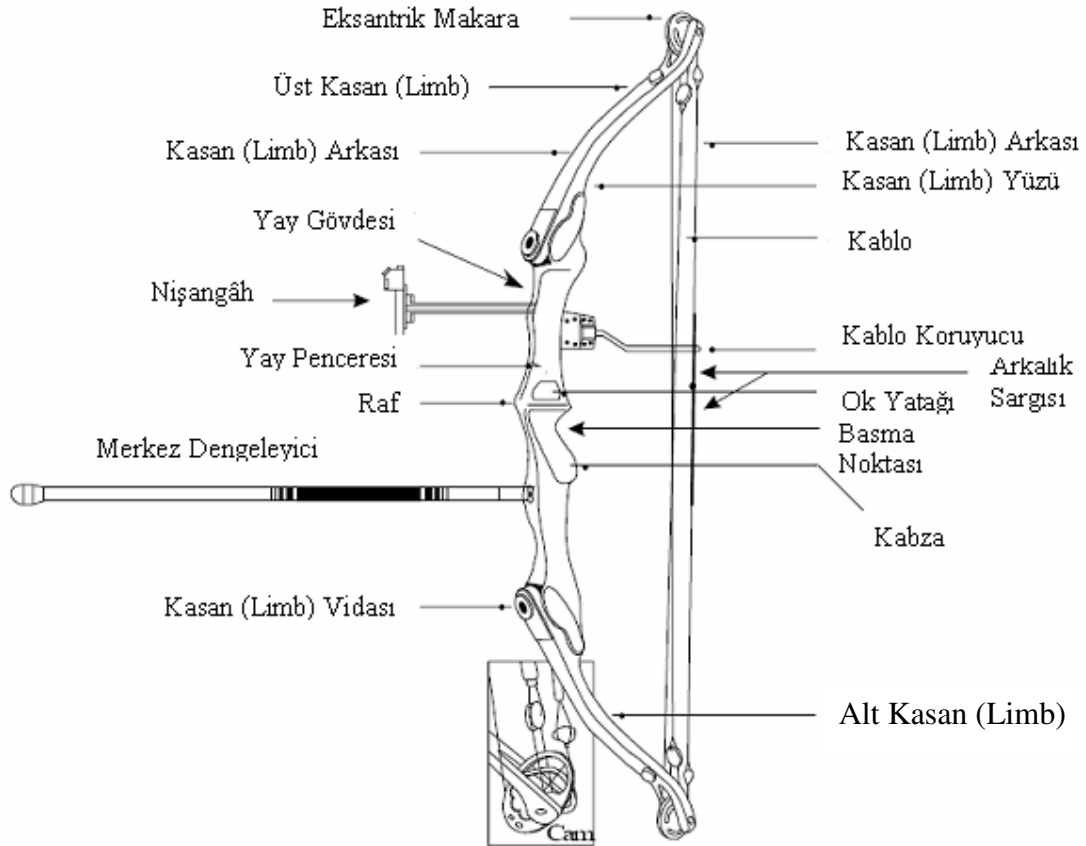 Eksantrik Makara
Üst Kasan (Limb)
Kasan (Limb) Arkası
Kasan (Limb) Arkası
Kasan (Limb) Yüzü
Yay Gövdesi
Kablo
Nişangâh
Kablo Koruyucu
Yay Penceresi
Arkalık
Sargısı
Raf
Ok Yatağı
Basma
Noktası
Merkez Dengeleyici
Kabza
Kasan (Limb) Vidası
Alt Kasan (Limb)
Cam